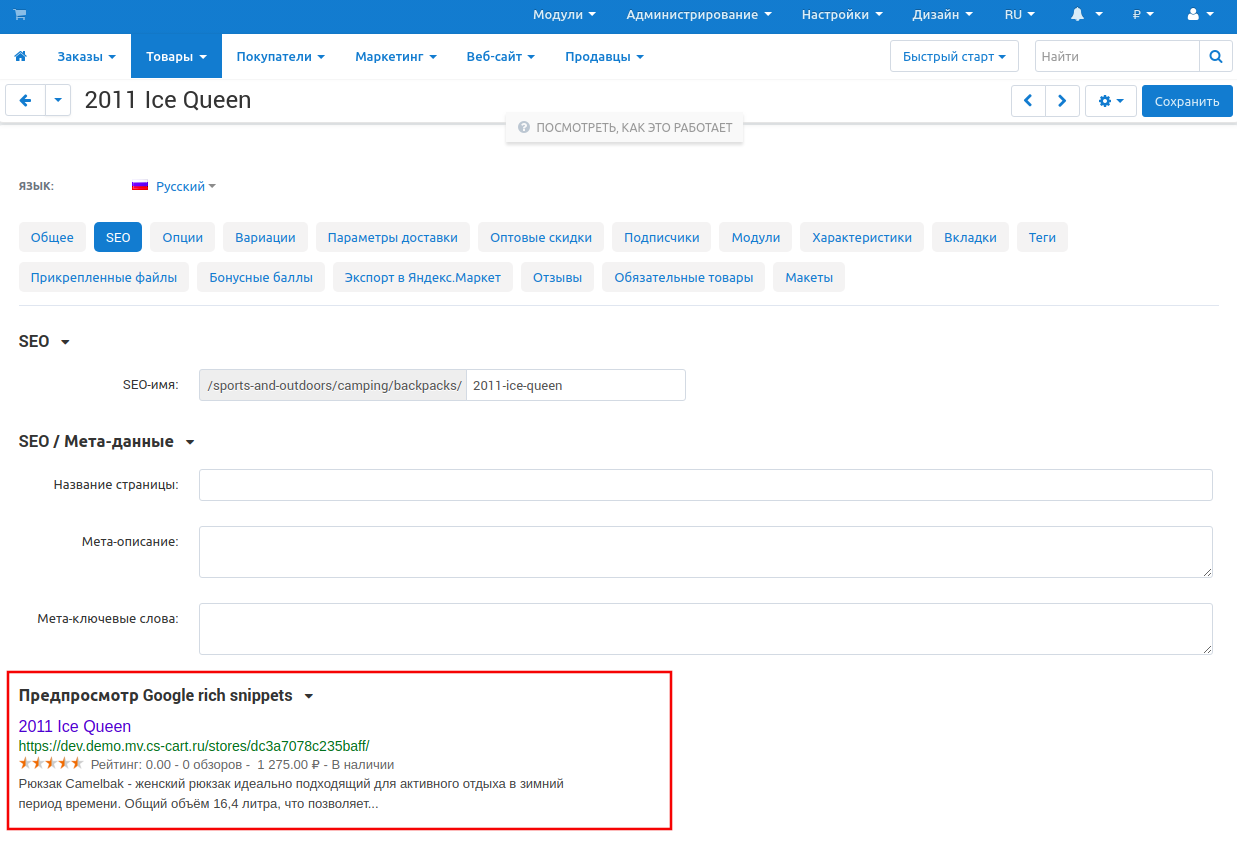 Модули Администрирование Настройки Дизайн RU ₽
Заказы Товары Покупатели Маркетинг Веб-сайт Продавцы Быстрый старт Найти
2011 Ice Queen Сохранить
ПОСМОТРЕТЬ, КАК ЭТО РАБОТАЕТ
ЯЗЫК: Русский
Общее SEO Опции Вариации Параметры доставки Оптовые скидки Подписчики Модули Характеристики Вкладки Теги
Прикрепленные файлы Бонусные баллы Экспорт в Яндекс.Маркет Отзывы Обязательные товары Макеты
SEO
SEO-имя: /sports-and-outdoors/camping/backpacks/ 2011-ice-queen
SEO / Мета-данные
Название страницы:
Мета-описание:
Мета-ключевые слова:
Предпросмотр Google rich snippets
2011 Ice Queen
https://dev.demo.mv.cs-cart.ru/stores/dc3a7078c235baff/
Рейтинг: 0.00 - 0 обзоров - 1 275.00 ₽ - В наличии
Рюкзак Camelbak - женский рюкзак идеально подходящий для активного отдыха в зимний
период времени. Общий объём 16,4 литра, что позволяет...